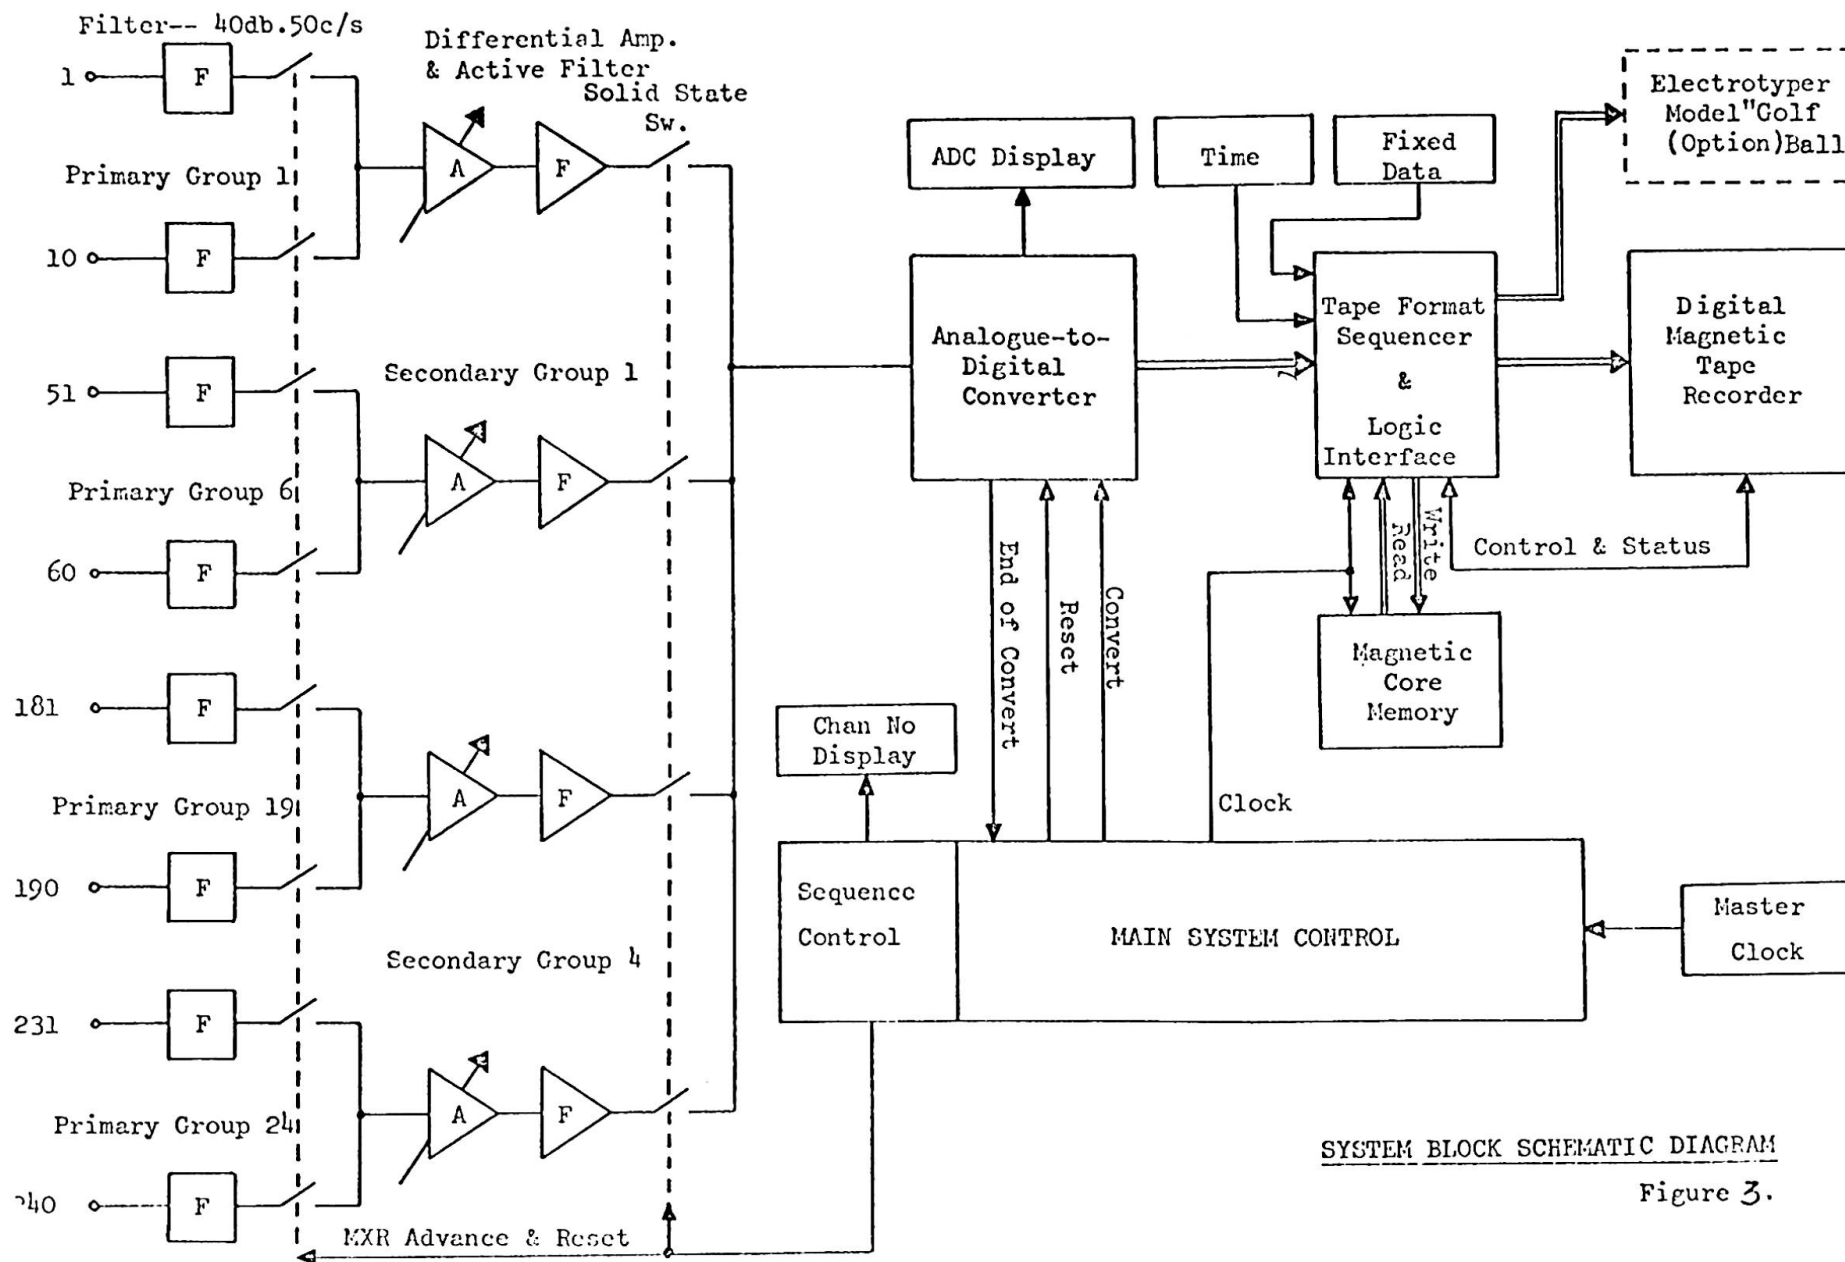 Filter-- 40db.50c/s
1
F
Primary Group 1
10
F
51
F
Primary Group 6
60
F
181
F
Primary Group 19
190
F
231
F
Primary Group 24
240
F
Differential Amp.
& Active Filter
Solid State
Sw.
A
F
Secondary Group 1
A
F
A
F
Secondary Group 4
A
F
MXR Advance & Reset
ADC Display
Time
Fixed
Data
Electrotyper
Model "Golf
(Option)Ball
Analogue-to-
Digital
Converter
Tape Format
Sequencer
&
Logic
Interface
Digital
Magnetic
Tape
Recorder
End of Convert
Reset
Convert
Read
Write
Control & Status
Magnetic
Core
Memory
Chan No
Display
Clock
Sequence
Control
MAIN SYSTEM CONTROL
Master
Clock
SYSTEM BLOCK SCHEMATIC DIAGRAM
Figure 3.